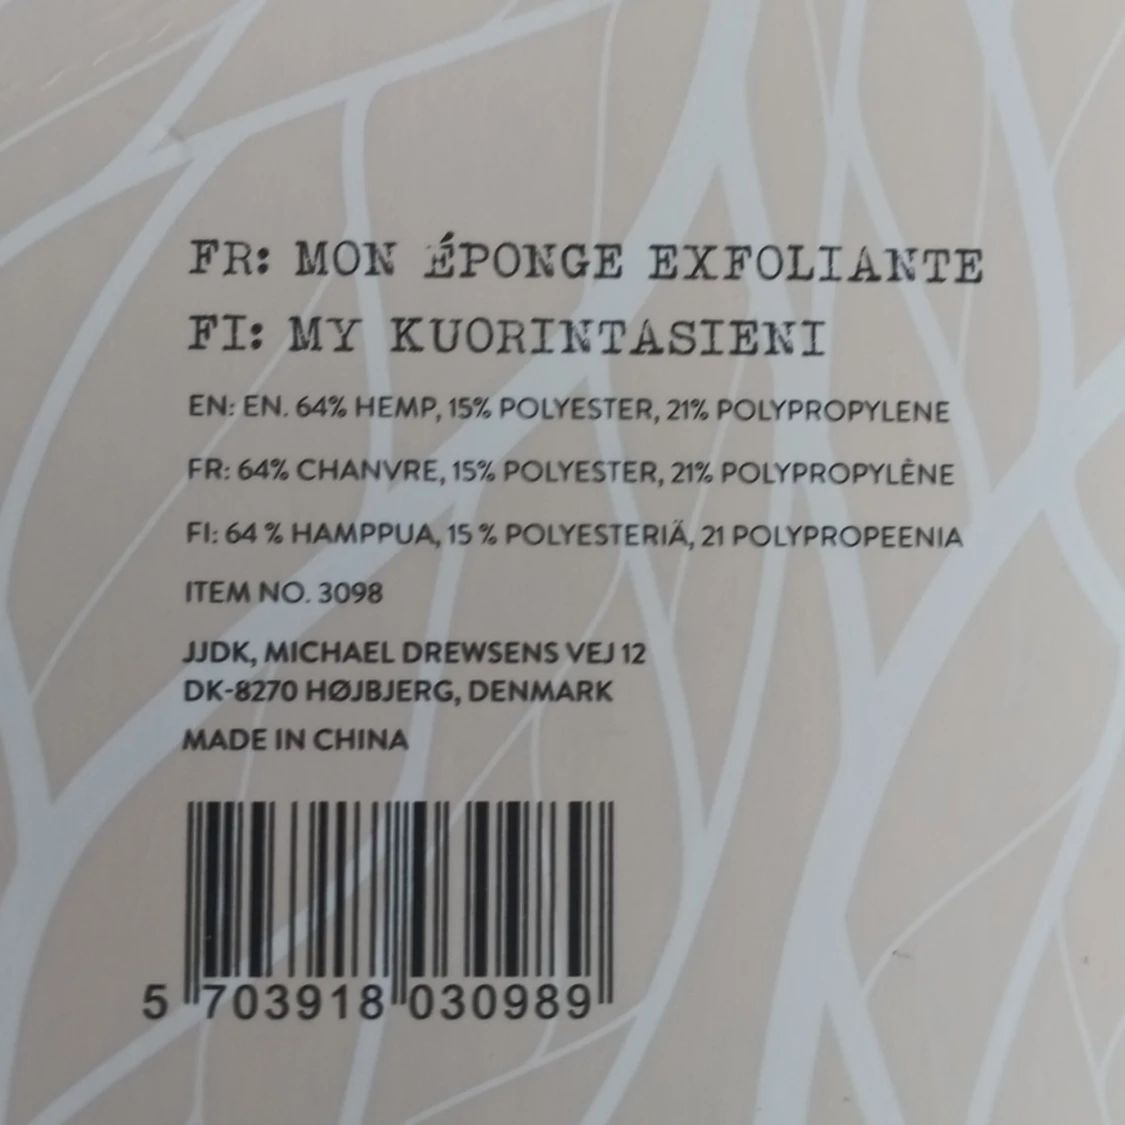 FR: MON ÉPONGE EXFOLIANTE
FI: MY KUORINTASIENI
EN: EN. 64% HEMP, 15% POLYESTER, 21% POLYPROPYLENE
FR: 64% CHANVRE, 15% POLYESTER, 21% POLYPROPYLÈNE
FI: 64 % HAMPPUA, 15 % POLYESTERIÄ, 21 POLYPROPEENIA
ITEM NO. 3098
JJDK, MICHAEL DREWSENS VEJ 12
DK-8270 HØJBJERG, DENMARK
MADE IN CHINA
5 703918 030989